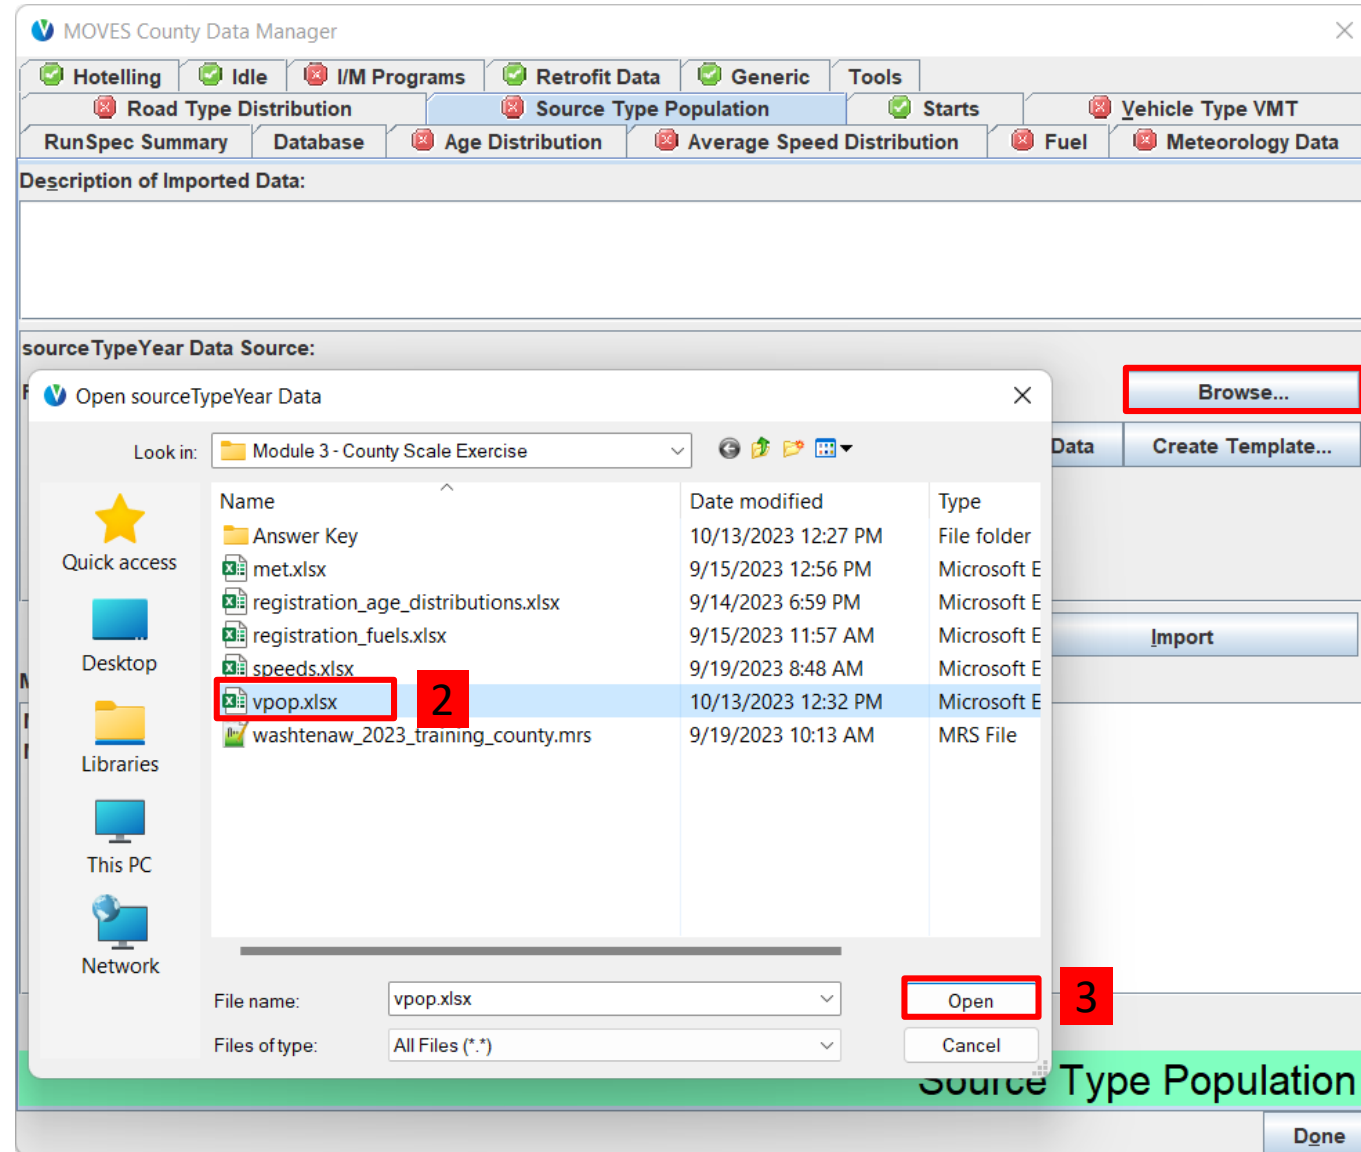 MOVES County Data Manager
Hotelling Idle I/M Programs Retrofit Data Generic Tools
Road Type Distribution Source Type Population Starts Vehicle Type VMT
RunSpec Summary Database Age Distribution Average Speed Distribution Fuel Meteorology Data
Description of Imported Data:
sourceTypeYear Data Source:
Browse...
Data Create Template...
Import
Open sourceTypeYear Data
Look in: Module 3 - County Scale Exercise
Name Date modified Type
Answer Key 10/13/2023 12:27 PM File folder
met.xlsx 9/15/2023 12:56 PM Microsoft E
registration_age_distributions.xlsx 9/14/2023 6:59 PM Microsoft E
registration_fuels.xlsx 9/15/2023 11:57 AM Microsoft E
speeds.xlsx 9/19/2023 8:48 AM Microsoft E
vpop.xlsx 2 10/13/2023 12:32 PM Microsoft E
washtenaw_2023_training_county.mrs 9/19/2023 10:13 AM MRS File
Quick access
Desktop
Libraries
This PC
Network
File name: vpop.xlsx Open 3
Files of type: All Files (*.*) Cancel
Source Type Population
Done